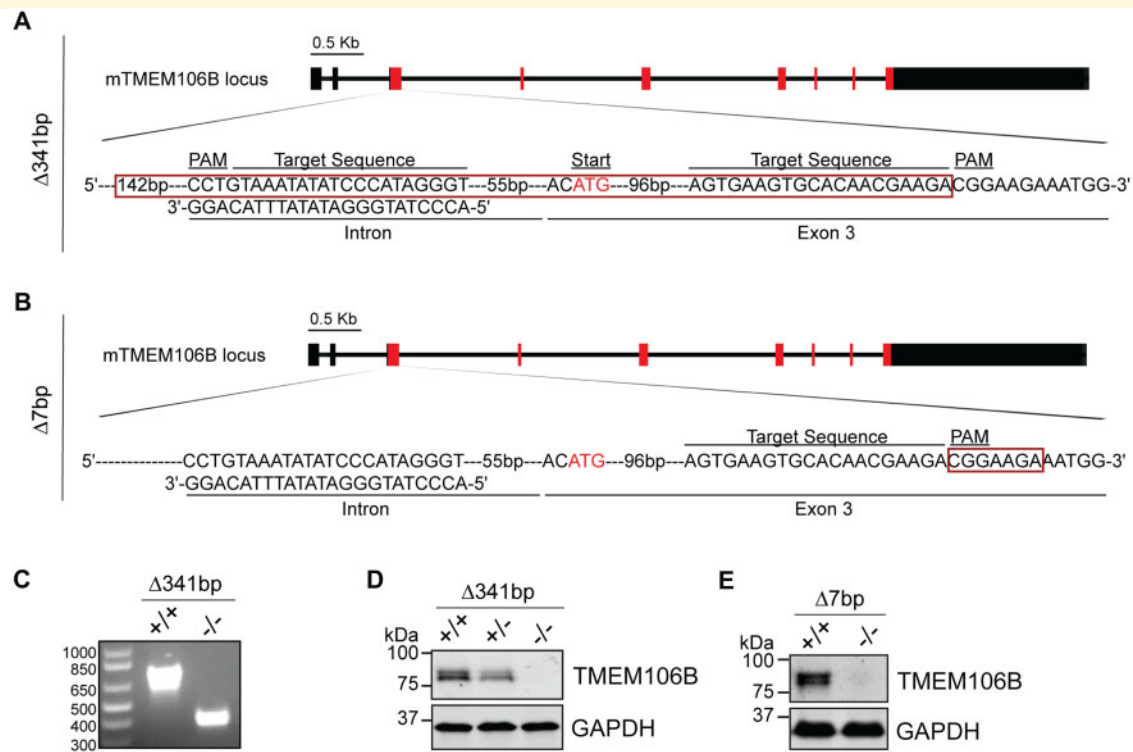 A
Δ341bp
0.5 Kb
mTMEM106B locus
PAM Target Sequence Start Target Sequence PAM
5'---142bp---CCTGTAAATATATCCCATAGGGT---55bp---ACATG---96bp---AGTGAAGTGCACAACGAAGACGGAAGAAATGG-3'
3'-GGACATTTATATAGGGTATCCCA-5'
Intron Exon 3
B
Δ7bp
0.5 Kb
mTMEM106B locus
Target Sequence PAM
5'-------------CCTGTAAATATATCCCATAGGGT---55bp---ACATG---96bp---AGTGAAGTGCACAACGAAGACGGAAGAAATGG-3'
3'-GGACATTTATATAGGGTATCCCA-5'
Intron Exon 3
C
Δ341bp
+/+ -/-
1000
850
650
500
400
300
D
Δ341bp
kDa +/+ +/- -/-
100
75
TMEM106B
37
GAPDH
E
Δ7bp
kDa +/+ -/-
100
75
TMEM106B
37
GAPDH